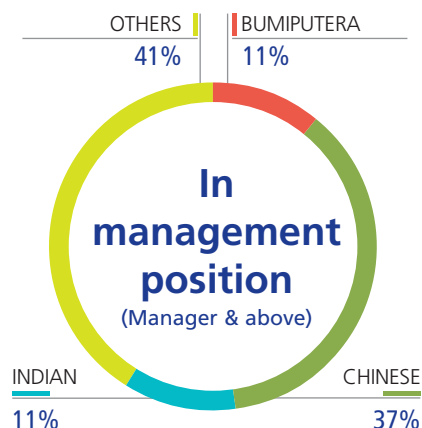 OTHERS
41%
BUMIPUTERA
11%
In
management
position
(Manager & above)
INDIAN
11%
CHINESE
37%